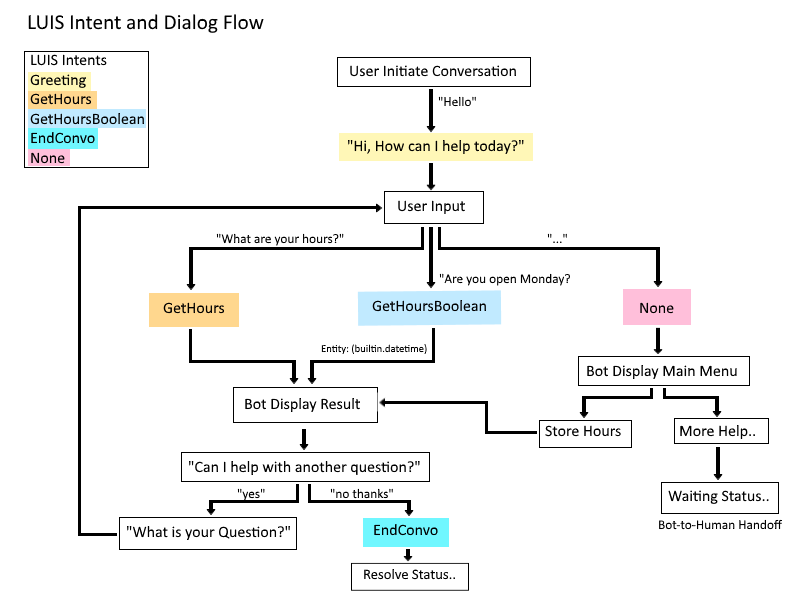 LUIS Intent and Dialog Flow
LUIS Intents
Greeting
GetHours
GetHoursBoolean
EndConvo
None
User Initiate Conversation
"Hello"
"Hi, How can I help today?"
User Input
"What are your hours?"
"..."
"Are you open Monday?
GetHours
GetHoursBoolean
None
Entity: (builtin.datetime)
Bot Display Main Menu
Bot Display Result
Store Hours
More Help..
"Can I help with another question?"
"yes"
"no thanks"
Waiting Status..
Bot-to-Human Handoff
"What is your Question?"
EndConvo
Resolve Status..